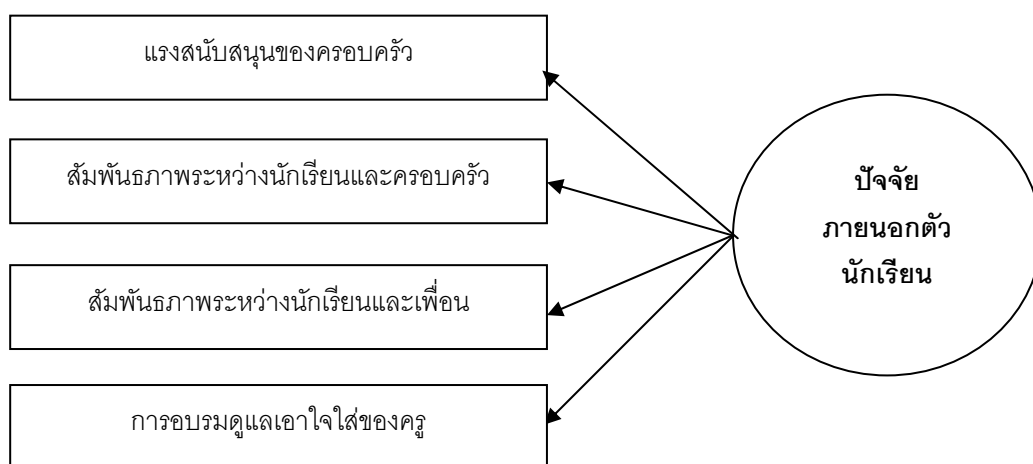 แรงสนับสนุนของครอบครัว
สัมพันธภาพระหว่างนักเรียนและครอบครัว
สัมพันธภาพระหว่างนักเรียนและเพื่อน
การอบรมดูแลเอาใจใส่ของครู
ปัจจัย
ภายนอกตัว
นักเรียน